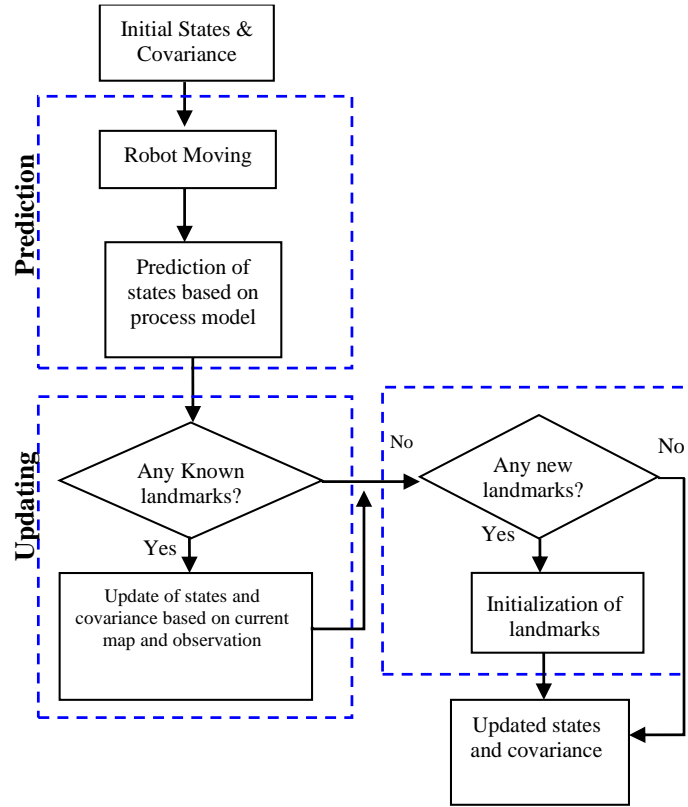 Initial States &
Covariance
Prediction
Robot Moving
Prediction of
states based on
process model
Updating
Any Known
landmarks?
No
Yes
Update of states and
covariance based on current
map and observation
Any new
landmarks?
No
Yes
Initialization of
landmarks
Updated states
and covariance